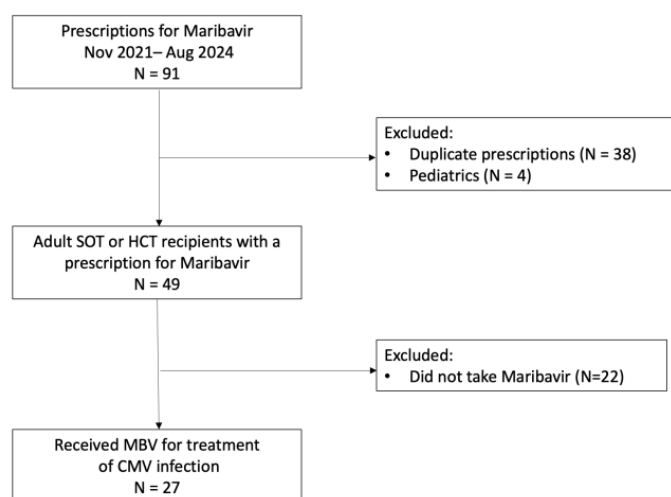 Prescriptions for Maribavir
Nov 2021– Aug 2024
N = 91
Excluded:
• Duplicate prescriptions (N = 38)
• Pediatrics (N = 4)
Adult SOT or HCT recipients with a
prescription for Maribavir
N = 49
Excluded:
• Did not take Maribavir (N=22)
Received MBV for treatment
of CMV infection
N = 27